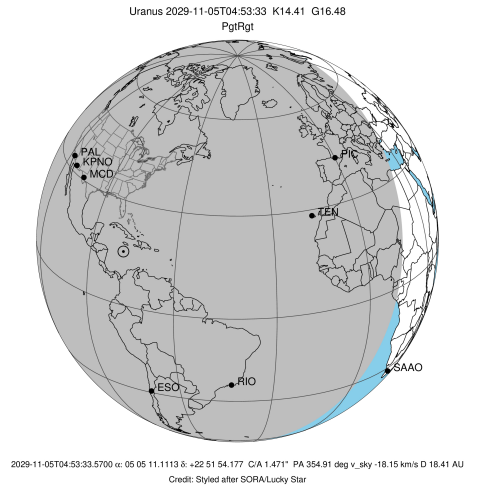 Uranus 2029-11-05T04:53:33  K14.41  G16.48
PgtRgt
PAL
KPNO
MCD
PIC
TEN
SAAO
ESO
RIO
2029-11-05T04:53:33.5700 α: 05 05 11.1113 δ: +22 51 54.177  C/A 1.471"  PA 354.91 deg v_sky -18.15 km/s D 18.41 AU
Credit: Styled after SORA/Lucky Star